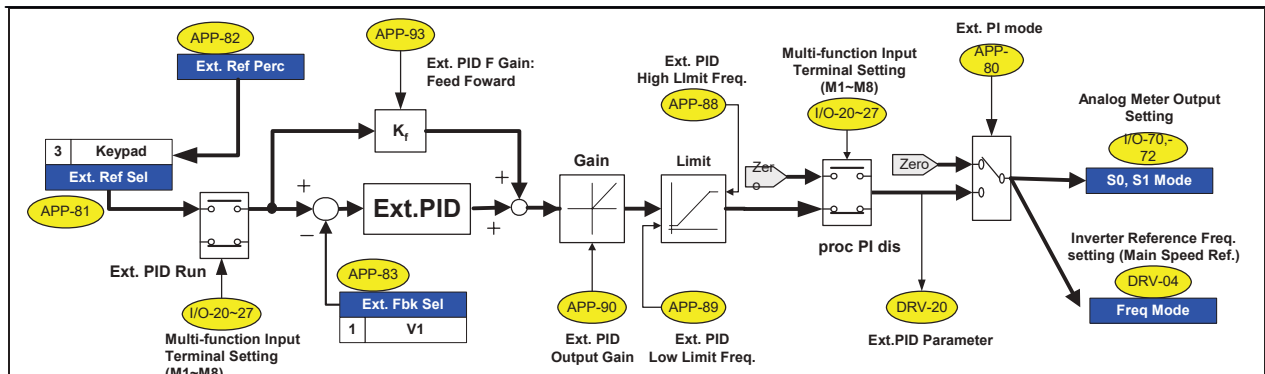 APP-82
Ext. Ref Perc
APP-93
Ext. PID F Gain:
Feed Foward
K_f
3 Keypad
Ext. Ref Sel
APP-81
Ext. PID Run
I/O-20~27
Multi-function Input
Terminal Setting
(M1~M8)
+
−
Ext.PID
APP-83
Ext. Fbk Sel
1 V1
+
+
Gain
APP-90
Ext. PID
Output Gain
Ext. PID
High LImit Freq.
APP-88
Limit
APP-89
Ext. PID
Low Limit Freq.
Multi-function Input
Terminal Setting
(M1~M8)
I/O-20~27
Zer
o
proc PI dis
DRV-20
Ext.PID Parameter
Ext. PI mode
APP-
80
Zero
Analog Meter Output
Setting
I/O-70,-
72
S0, S1 Mode
Inverter Reference Freq.
setting (Main Speed Ref.)
DRV-04
Freq Mode